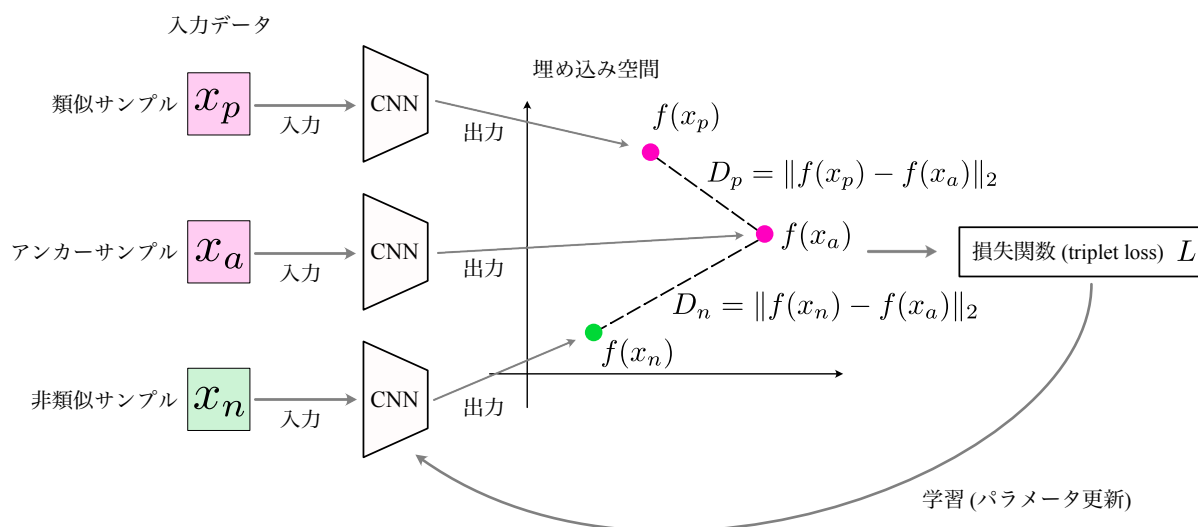 入力データ
埋め込み空間
類似サンプル
x_p
入力
CNN
出力
f(x_p)
D_p = ‖f(x_p) − f(x_a)‖_2
アンカーサンプル
x_a
入力
CNN
出力
f(x_a)
損失関数 (triplet loss) L
D_n = ‖f(x_n) − f(x_a)‖_2
f(x_n)
非類似サンプル
x_n
入力
CNN
出力
学習 (パラメータ更新)